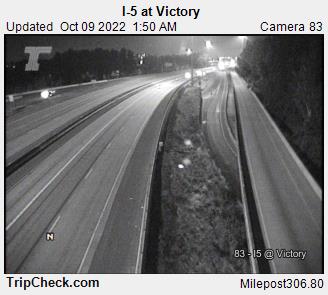 I-5 at Victory
Updated Oct 09 2022 1:50 AM Camera 83
T
N
83 - I5 @ Victory
TripCheck.com Milepost306.80